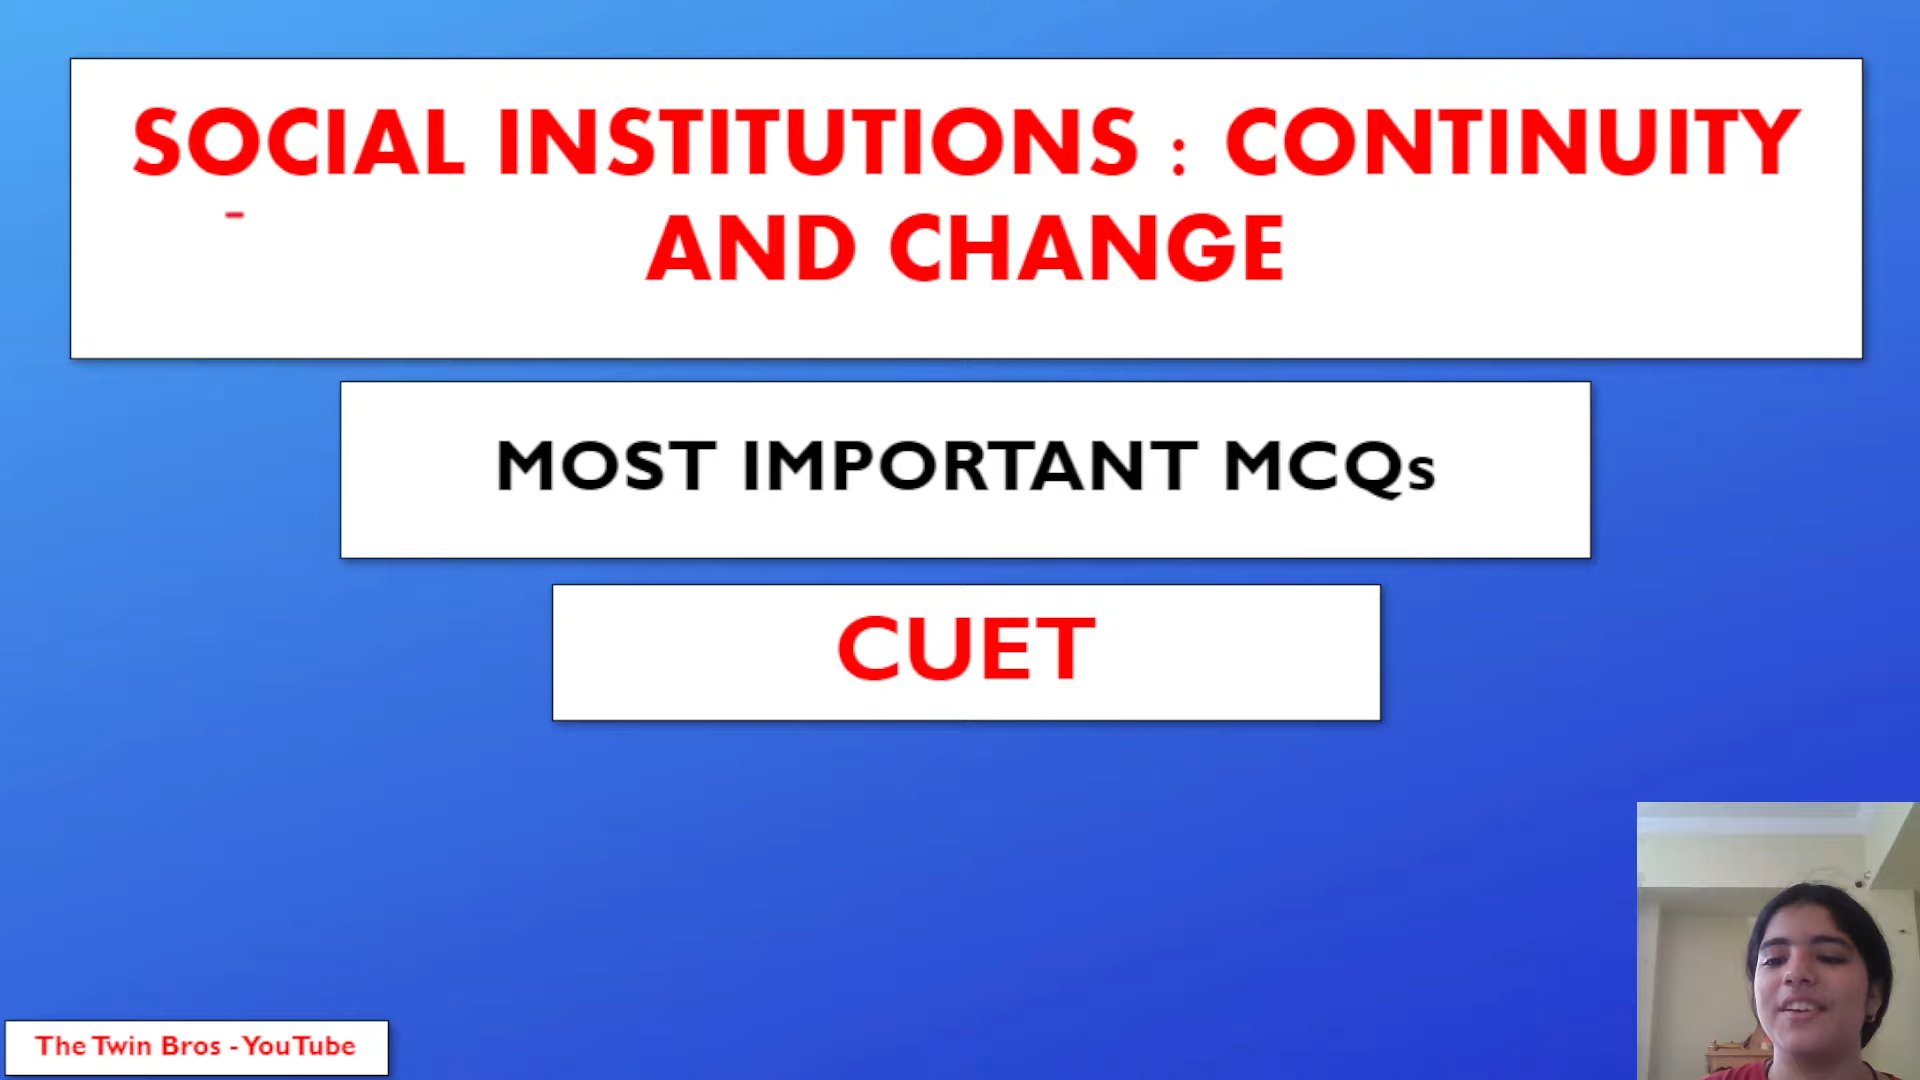 SOCIAL INSTITUTIONS : CONTINUITY
AND CHANGE
MOST IMPORTANT MCQs
CUET
The Twin Bros - YouTube